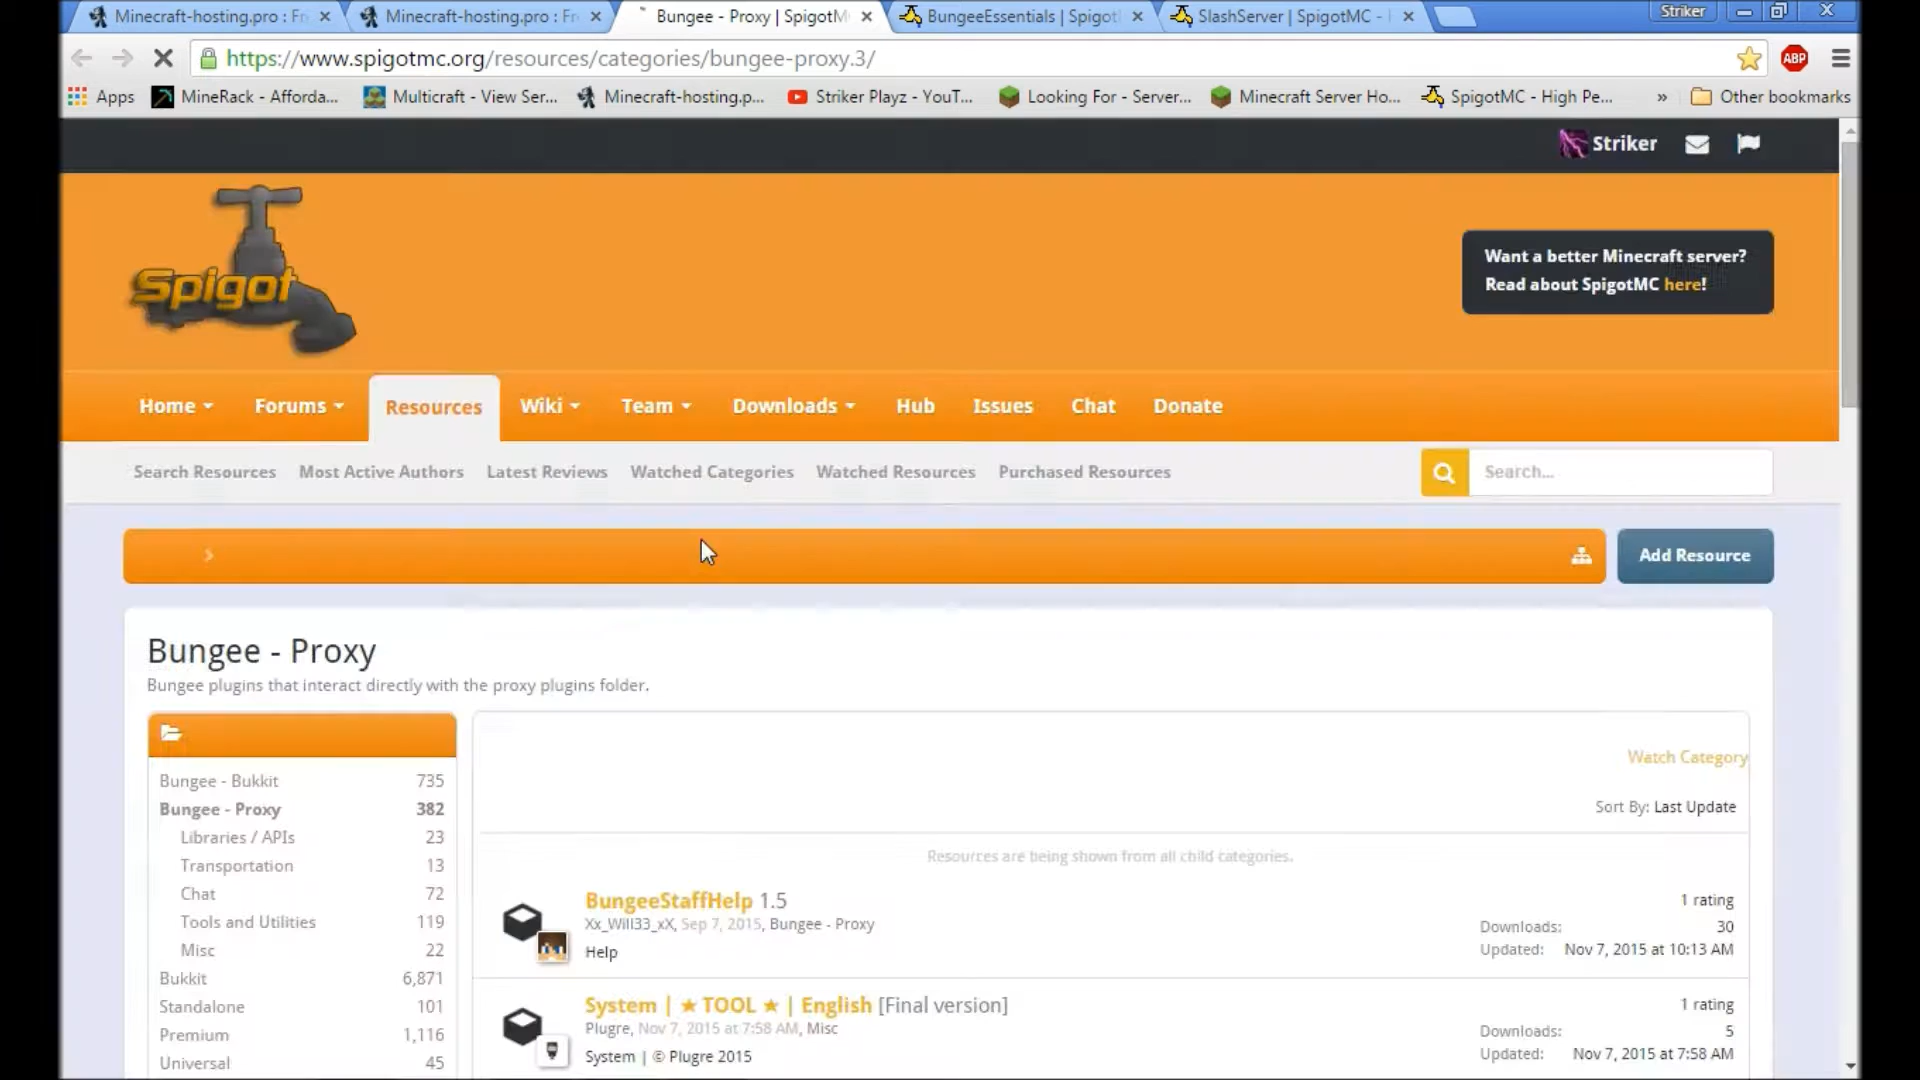 Minecraft-hosting.pro : Fr
Minecraft-hosting.pro : Fr
Bungee - Proxy | SpigotM
BungeeEssentials | Spigot
SlashServer | SpigotMC -
Striker
https://www.spigotmc.org/resources/categories/bungee-proxy.3/
ABP
Apps
MineRack - Afforda...
Multicraft - View Ser...
Minecraft-hosting.p...
Striker Playz - YouT...
Looking For - Server...
Minecraft Server Ho...
SpigotMC - High Pe...
»
Other bookmarks
Striker
Spigot
Want a better Minecraft server?
Read about SpigotMC here!
Home
Forums
Resources
Wiki
Team
Downloads
Hub
Issues
Chat
Donate
Search Resources
Most Active Authors
Latest Reviews
Watched Categories
Watched Resources
Purchased Resources
Search...
Add Resource
Bungee - Proxy
Bungee plugins that interact directly with the proxy plugins folder.
Bungee - Bukkit 735
Bungee - Proxy 382
Libraries / APIs 23
Transportation 13
Chat 72
Tools and Utilities 119
Misc 22
Bukkit 6,871
Standalone 101
Premium 1,116
Universal 45
Watch Category
Sort By: Last Update
Resources are being shown from all child categories.
BungeeStaffHelp 1.5
Xx_Will33_xX, Sep 7, 2015, Bungee - Proxy
Help
1 rating
Downloads: 30
Updated: Nov 7, 2015 at 10:13 AM
System | ★ TOOL ★ | English [Final version]
Plugre, Nov 7, 2015 at 7:58 AM, Misc
System | © Plugre 2015
1 rating
Downloads: 5
Updated: Nov 7, 2015 at 7:58 AM